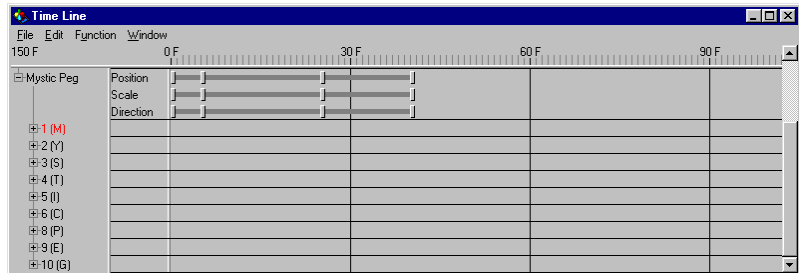 Time Line
File Edit Function Window
150 F 0 F 30 F 60 F 90 F
Mystic Peg Position
Scale
Direction
1 (M)
2 (Y)
3 (S)
4 (T)
5 (I)
6 (C)
8 (P)
9 (E)
10 (G)